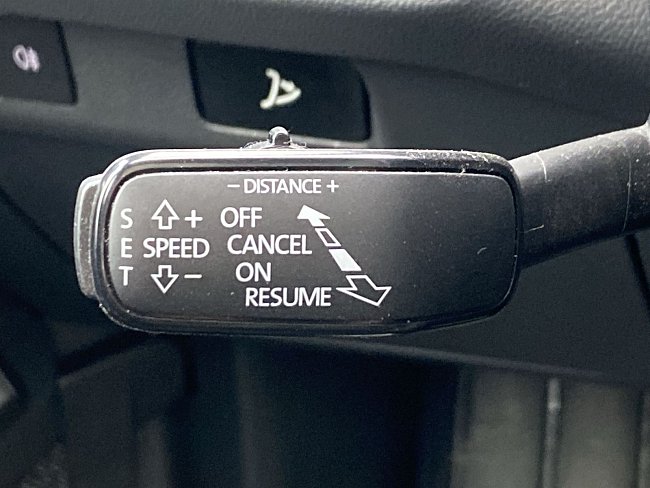 − DISTANCE +
S + OFF
E SPEED CANCEL
T − ON
RESUME